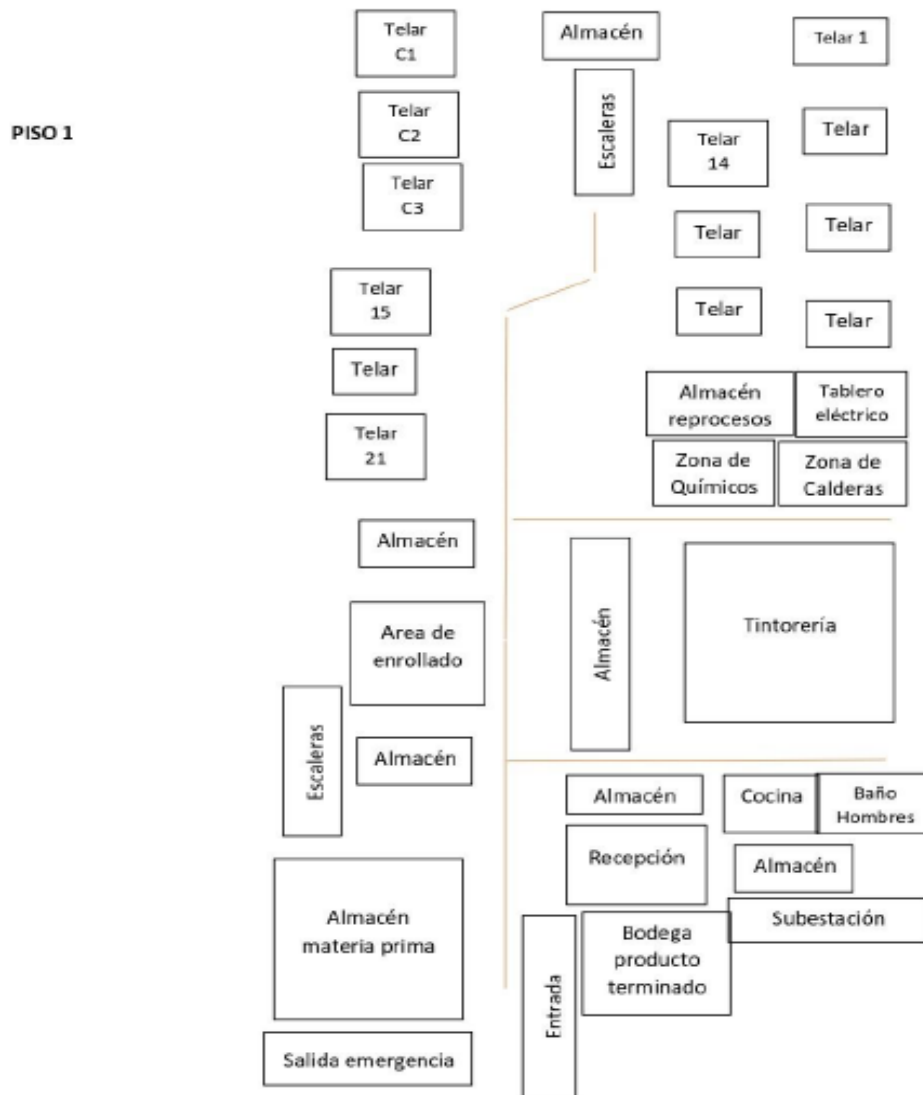 PISO 1
Telar
C1
Telar
C2
Telar
C3
Telar
15
Telar
Telar
21
Almacén
Area de
enrollado
Escaleras
Almacén
Almacén
materia prima
Salida emergencia
Almacén
Escaleras
Telar 1
Telar
14
Telar
Telar
Telar
Telar
Telar
Almacén
reprocesos
Tablero
eléctrico
Zona de
Químicos
Zona de
Calderas
Almacén
Tintorería
Almacén
Cocina
Baño
Hombres
Recepción
Almacén
Subestación
Entrada
Bodega
producto
terminado